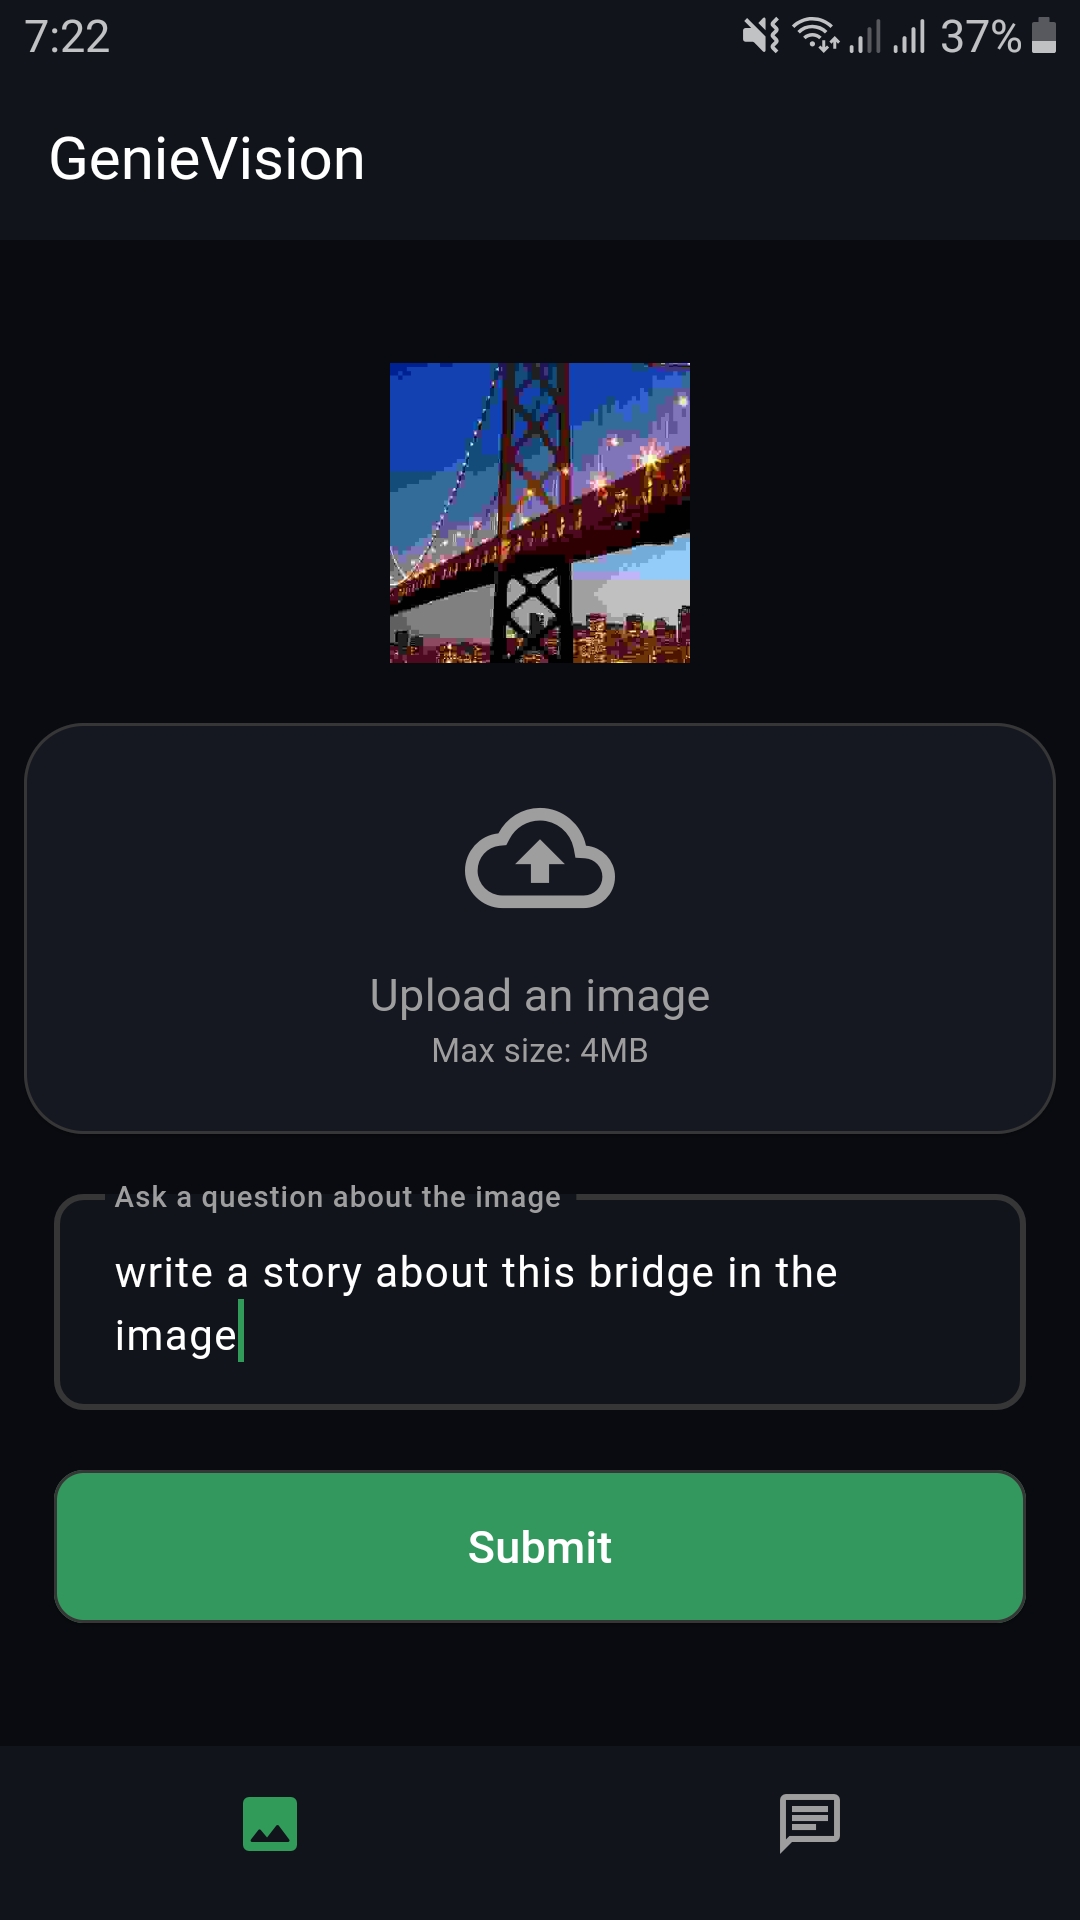 7:22
37%
GenieVision
Upload an image
Max size: 4MB
Ask a question about the image
write a story about this bridge in the
image
Submit